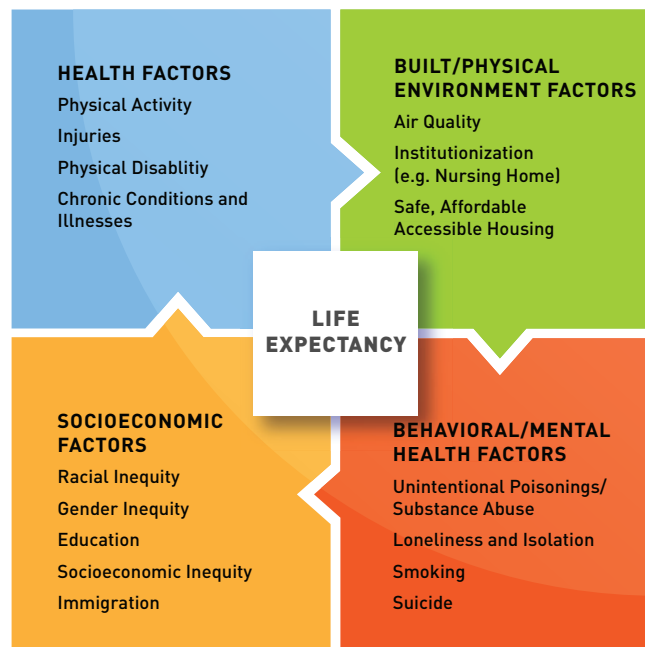 HEALTH FACTORS
Physical Activity
Injuries
Physical Disablitiy
Chronic Conditions and
Illnesses
BUILT/PHYSICAL
ENVIRONMENT FACTORS
Air Quality
Institutionization
(e.g. Nursing Home)
Safe, Affordable
Accessible Housing
LIFE
EXPECTANCY
SOCIOECONOMIC
FACTORS
Racial Inequity
Gender Inequity
Education
Socioeconomic Inequity
Immigration
BEHAVIORAL/MENTAL
HEALTH FACTORS
Unintentional Poisonings/
Substance Abuse
Loneliness and Isolation
Smoking
Suicide